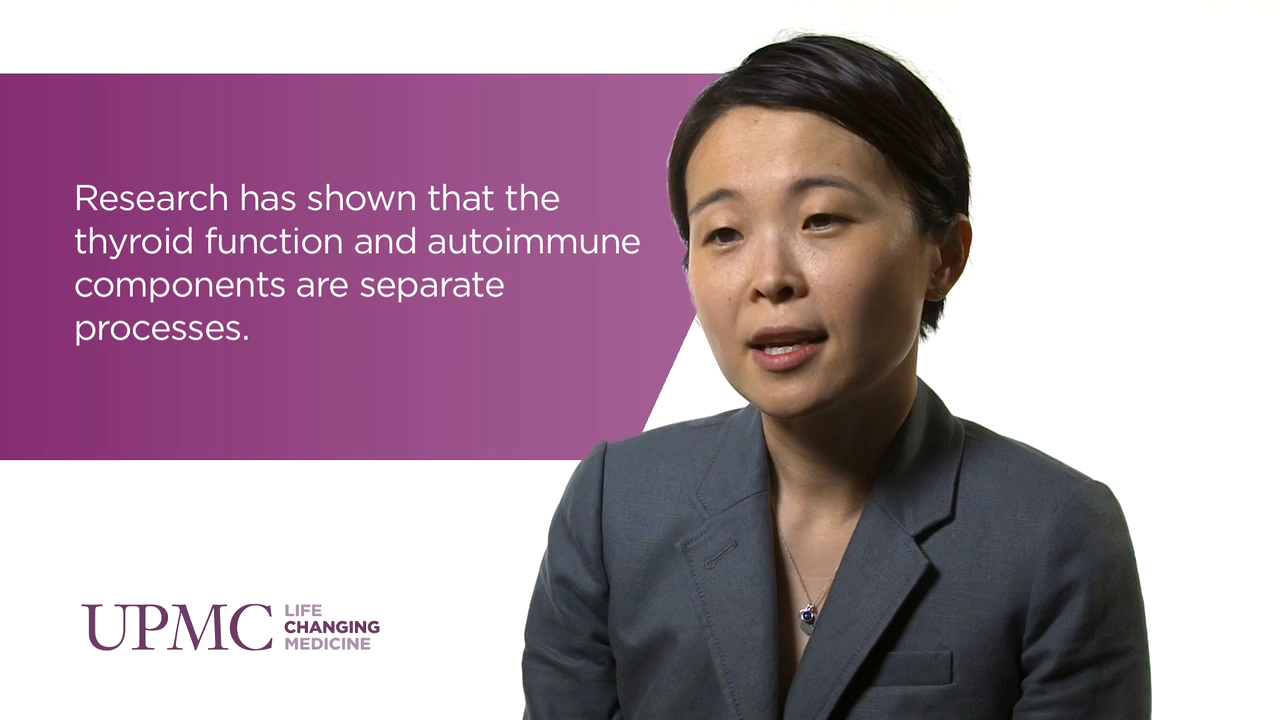 Research has shown that the
thyroid function and autoimmune
components are separate
processes.
UPMC
LIFE
CHANGING
MEDICINE